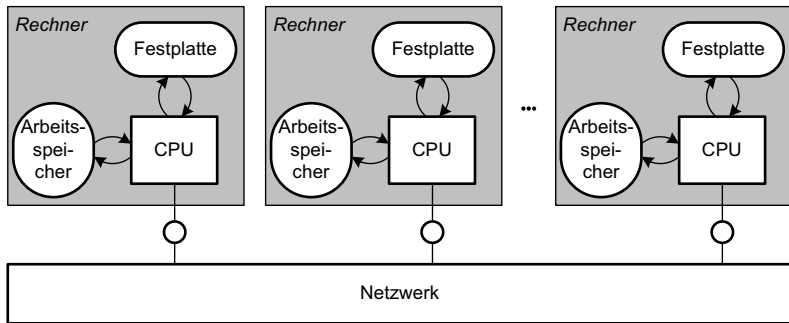 Rechner
Festplatte
Arbeits-
spei-
cher
CPU
Rechner
Festplatte
Arbeits-
spei-
cher
CPU
...
Rechner
Festplatte
Arbeits-
spei-
cher
CPU
Netzwerk